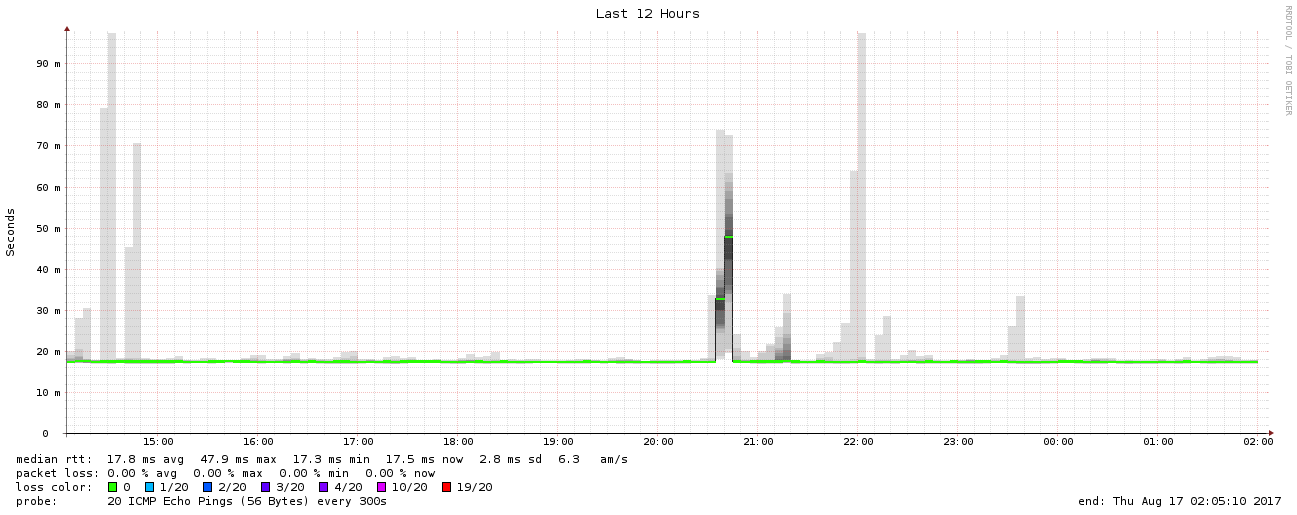 Last 12 Hours
RRDTOOL / TOBI OETIKER
Seconds
90 m
80 m
70 m
60 m
50 m
40 m
30 m
20 m
10 m
0
15:00 16:00 17:00 18:00 19:00 20:00 21:00 22:00 23:00 00:00 01:00 02:00
median rtt: 17.8 ms avg 47.9 ms max 17.3 ms min 17.5 ms now 2.8 ms sd 6.3 am/s
packet loss: 0.00 % avg 0.00 % max 0.00 % min 0.00 % now
loss color: 0 1/20 2/20 3/20 4/20 10/20 19/20
probe: 20 ICMP Echo Pings (56 Bytes) every 300s end: Thu Aug 17 02:05:10 2017